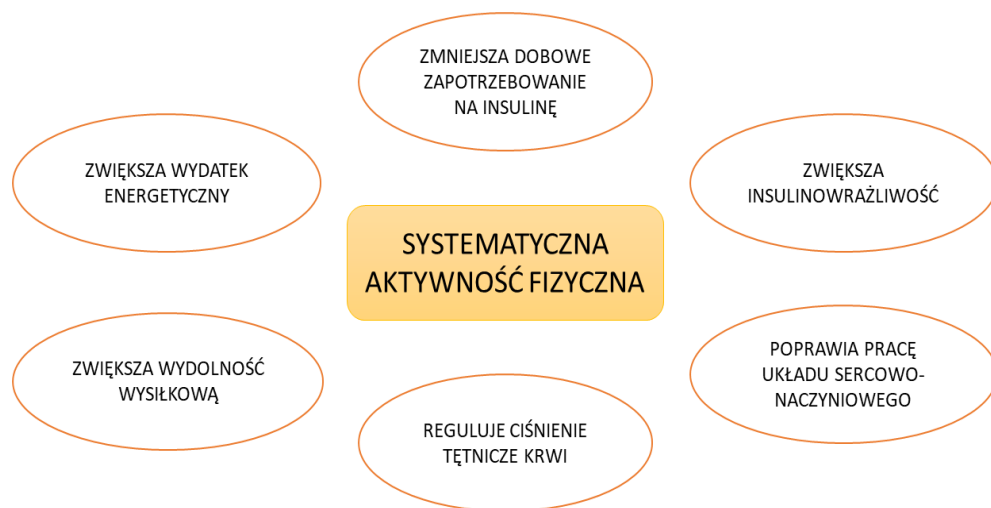 ZMNIEJSZA DOBOWE
ZAPOTRZEBOWANIE
NA INSULINĘ
ZWIĘKSZA WYDATEK
ENERGETYCZNY
ZWIĘKSZA
INSULINOWRAŻLIWOŚĆ
SYSTEMATYCZNA
AKTYWNOŚĆ FIZYCZNA
ZWIĘKSZA WYDOLNOŚĆ
WYSIŁKOWĄ
POPRAWIA PRACĘ
UKŁADU SERCOWO-
NACZYNIOWEGO
REGULUJE CIŚNIENIE
TĘTNICZE KRWI